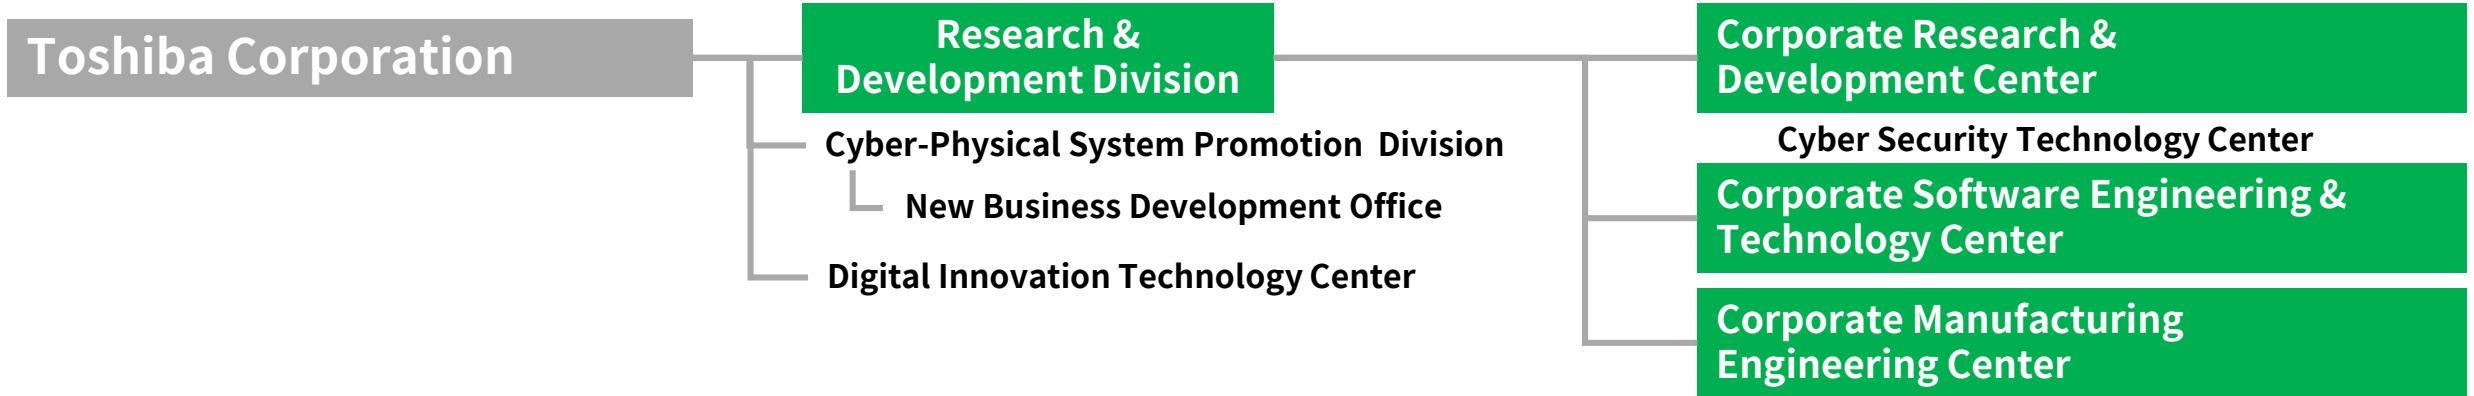 Toshiba Corporation
Research &
Development Division
Cyber-Physical System Promotion  Division
New Business Development Office
Digital Innovation Technology Center
Corporate Research &
Development Center
Cyber Security Technology Center
Corporate Software Engineering &
Technology Center
Corporate Manufacturing
Engineering Center